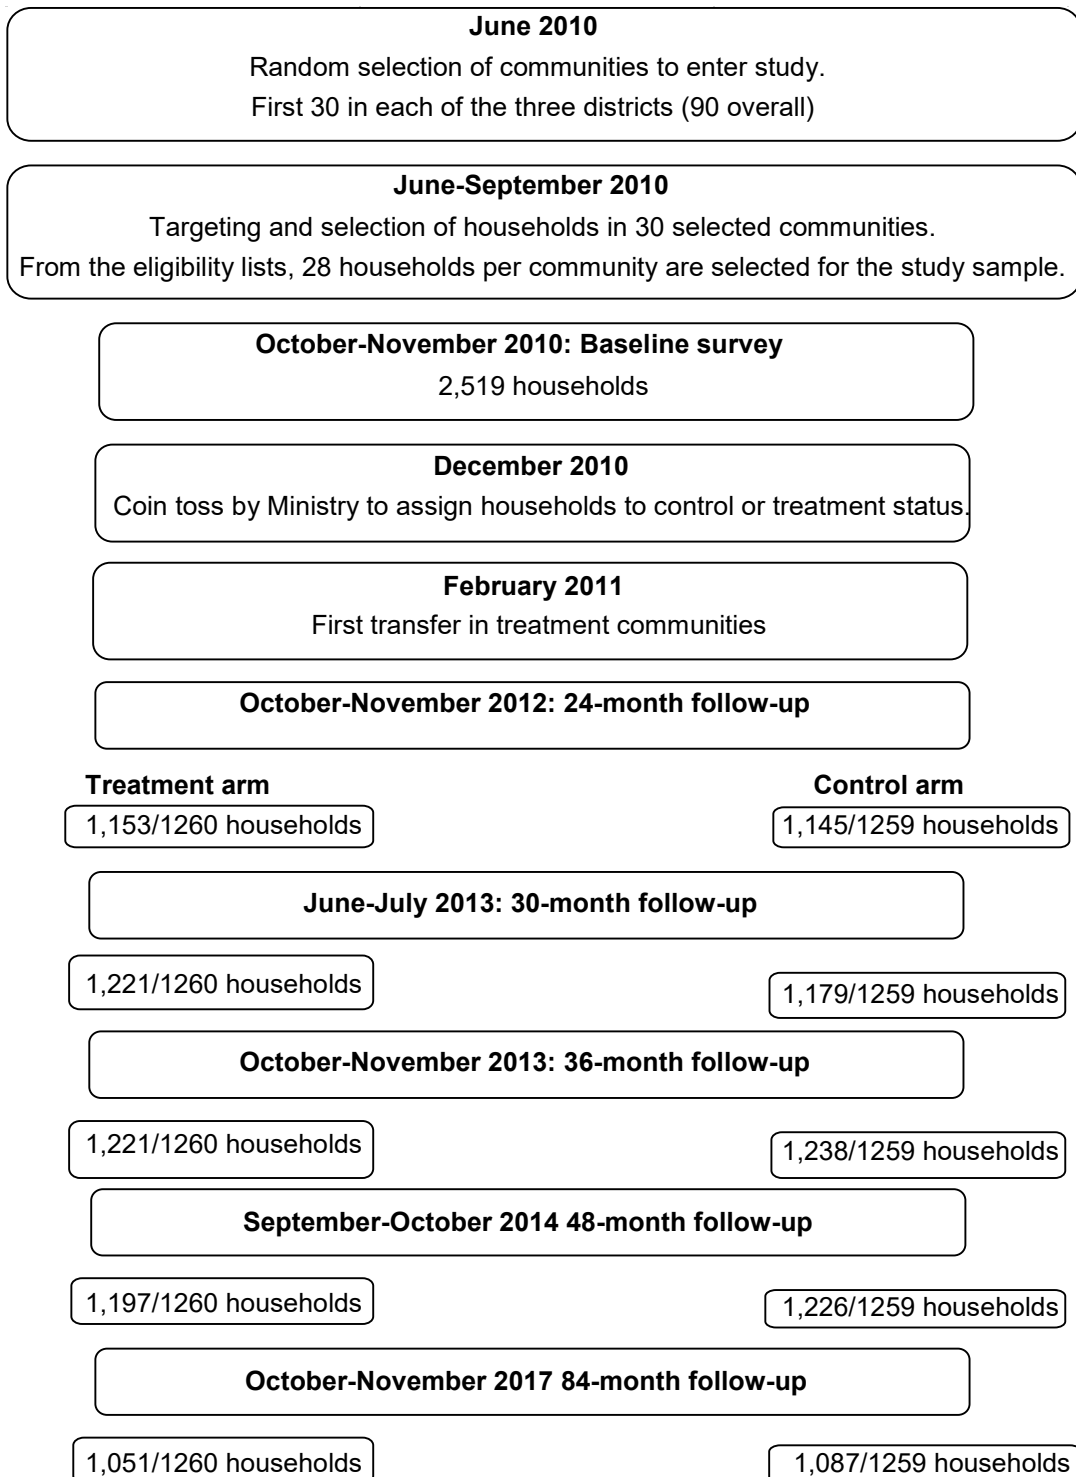 June 2010
Random selection of communities to enter study.
First 30 in each of the three districts (90 overall)
June-September 2010
Targeting and selection of households in 30 selected communities.
From the eligibility lists, 28 households per community are selected for the study sample.
October-November 2010: Baseline survey
2,519 households
December 2010
Coin toss by Ministry to assign households to control or treatment status.
February 2011
First transfer in treatment communities
October-November 2012: 24-month follow-up
Treatment arm
Control arm
1,153/1260 households
1,145/1259 households
June-July 2013: 30-month follow-up
1,221/1260 households
1,179/1259 households
October-November 2013: 36-month follow-up
1,221/1260 households
1,238/1259 households
September-October 2014 48-month follow-up
1,197/1260 households
1,226/1259 households
October-November 2017 84-month follow-up
1,051/1260 households
1,087/1259 households